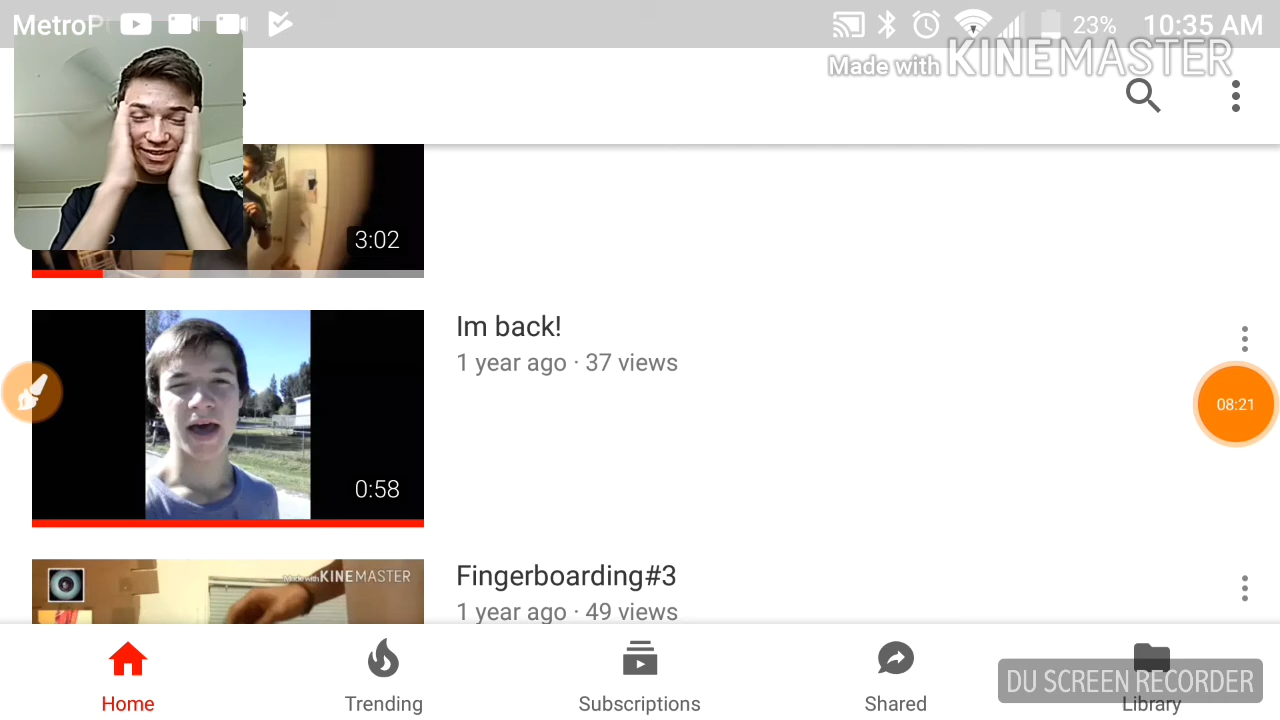 MetroP
23%
10:35 AM
Made with KINEMASTER
s
3:02
Im back!
1 year ago · 37 views
08:21
0:58
Made with KINEMASTER
Fingerboarding#3
1 year ago · 49 views
Home
Trending
Subscriptions
Shared
Library
DU SCREEN RECORDER